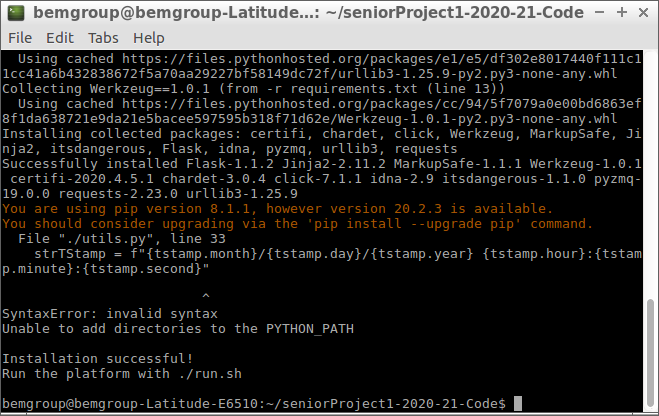 bemgroup@bemgroup-Latitude...: ~/seniorProject1-2020-21-Code
File Edit Tabs Help
Using cached https://files.pythonhosted.org/packages/e1/e5/df302e8017440f111c1
1cc41a6b432838672f5a70aa29227bf58149dc72f/urllib3-1.25.9-py2.py3-none-any.whl
Collecting Werkzeug==1.0.1 (from -r requirements.txt (line 13))
Using cached https://files.pythonhosted.org/packages/cc/94/5f7079a0e00bd6863ef
8f1da638721e9da21e5bacee597595b318f71d62e/Werkzeug-1.0.1-py2.py3-none-any.whl
Installing collected packages: certifi, chardet, click, Werkzeug, MarkupSafe, Ji
nja2, itsdangerous, Flask, idna, pyzmq, urllib3, requests
Successfully installed Flask-1.1.2 Jinja2-2.11.2 MarkupSafe-1.1.1 Werkzeug-1.0.1
certifi-2020.4.5.1 chardet-3.0.4 click-7.1.1 idna-2.9 itsdangerous-1.1.0 pyzmq-
19.0.0 requests-2.23.0 urllib3-1.25.9
You are using pip version 8.1.1, however version 20.2.3 is available.
You should consider upgrading via the 'pip install --upgrade pip' command.
File "./utils.py", line 33
strTStamp = f"{tstamp.month}/{tstamp.day}/{tstamp.year} {tstamp.hour}:{tstam
p.minute}:{tstamp.second}"
^
SyntaxError: invalid syntax
Unable to add directories to the PYTHON_PATH
Installation successful!
Run the platform with ./run.sh
bemgroup@bemgroup-Latitude-E6510:~/seniorProject1-2020-21-Code$